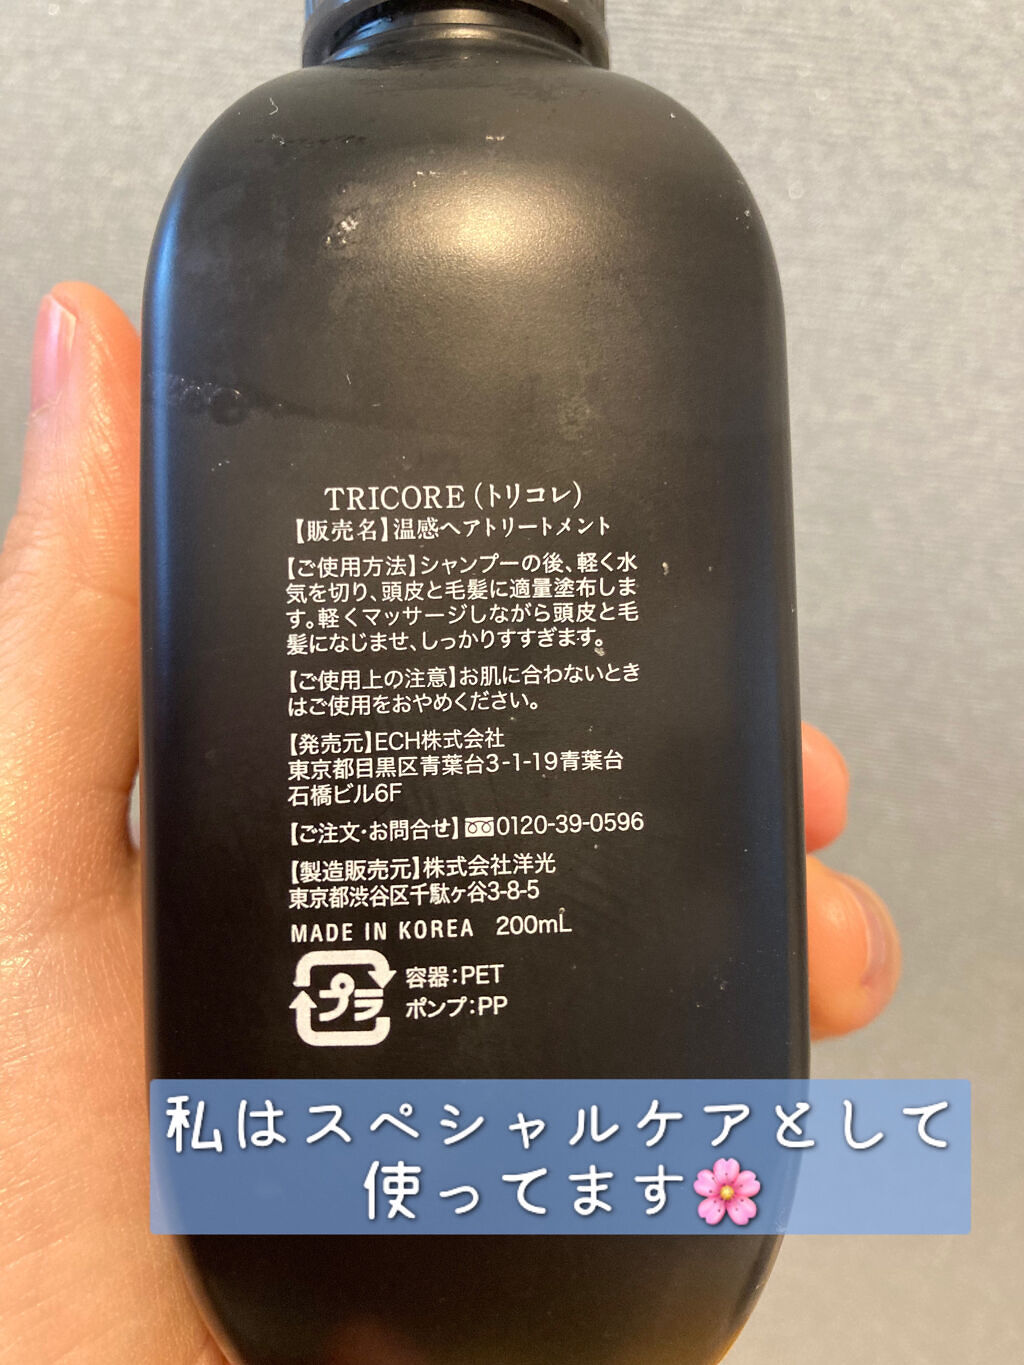 TRICORE(トリコレ)
【販売名】温感ヘアトリートメント
【ご使用方法】シャンプーの後、軽く水
気を切り、頭皮と毛髪に適量塗布しま
す。軽くマッサージしながら頭皮と毛
髪になじませ、しっかりすすぎます。
【ご使用上の注意】お肌に合わないとき
はご使用をおやめください。
【発売元】ECH株式会社
東京都目黒区青葉台3-1-19青葉台
石橋ビル6F
【ご注文・お問合せ】0120-39-0596
【製造販売元】株式会社洋光
東京都渋谷区千駄ヶ谷3-8-5
MADE IN KOREA 200mL
プラ 容器:PET
ポンプ:PP
私はスペシャルケアとして
使ってます🌸